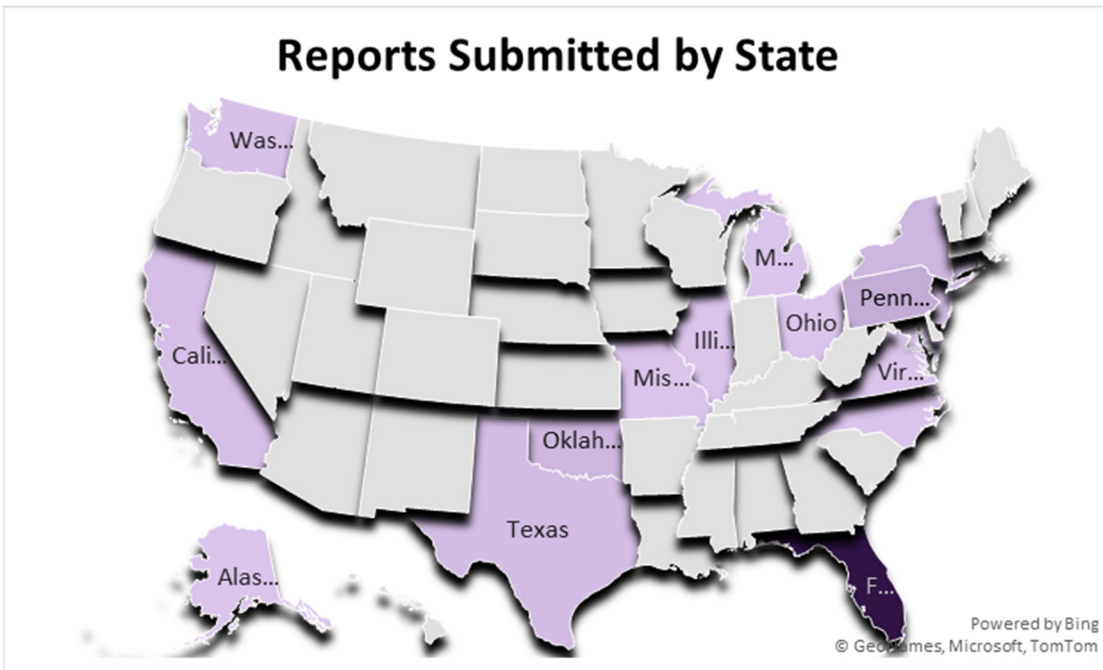 Reports Submitted by State
Was...
M...
Penn...
Ohio
Illi...
Cali...
Vir...
Mis...
Oklah...
Texas
Alas...
F...
Powered by Bing
© GeoNames, Microsoft, TomTom